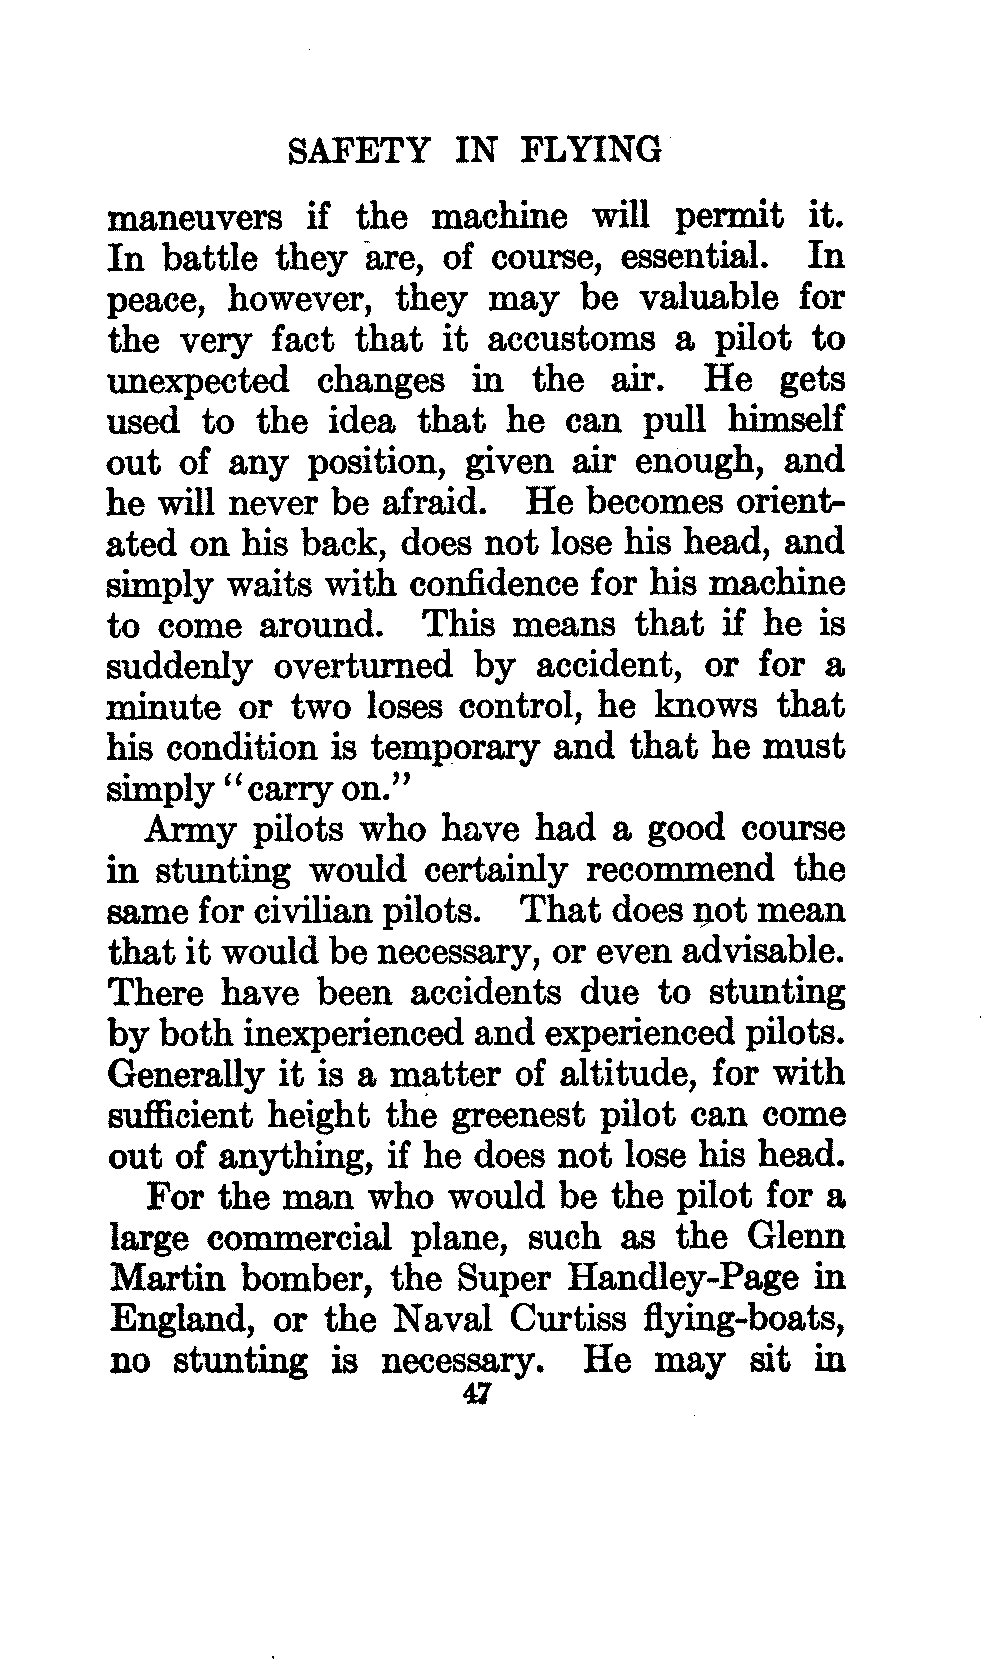 SAFETY IN FLYING
maneuvers if the machine will permit it.
In battle they are, of course, essential. In
peace, however, they may be valuable for
the very fact that it accustoms a pilot to
unexpected changes in the air. He gets
used to the idea that he can pull himself
out of any position, given air enough, and
he will never be afraid. He becomes orient-
ated on his back, does not lose his head, and
simply waits with confidence for his machine
to come around. This means that if he is
suddenly overturned by accident, or for a
minute or two loses control, he knows that
his condition is temporary and that he must
simply "carry on."
Army pilots who have had a good course
in stunting would certainly recommend the
same for civilian pilots. That does not mean
that it would be necessary, or even advisable.
There have been accidents due to stunting
by both inexperienced and experienced pilots.
Generally it is a matter of altitude, for with
sufficient height the greenest pilot can come
out of anything, if he does not lose his head.
For the man who would be the pilot for a
large commercial plane, such as the Glenn
Martin bomber, the Super Handley-Page in
England, or the Naval Curtiss flying-boats,
no stunting is necessary. He may sit in
47